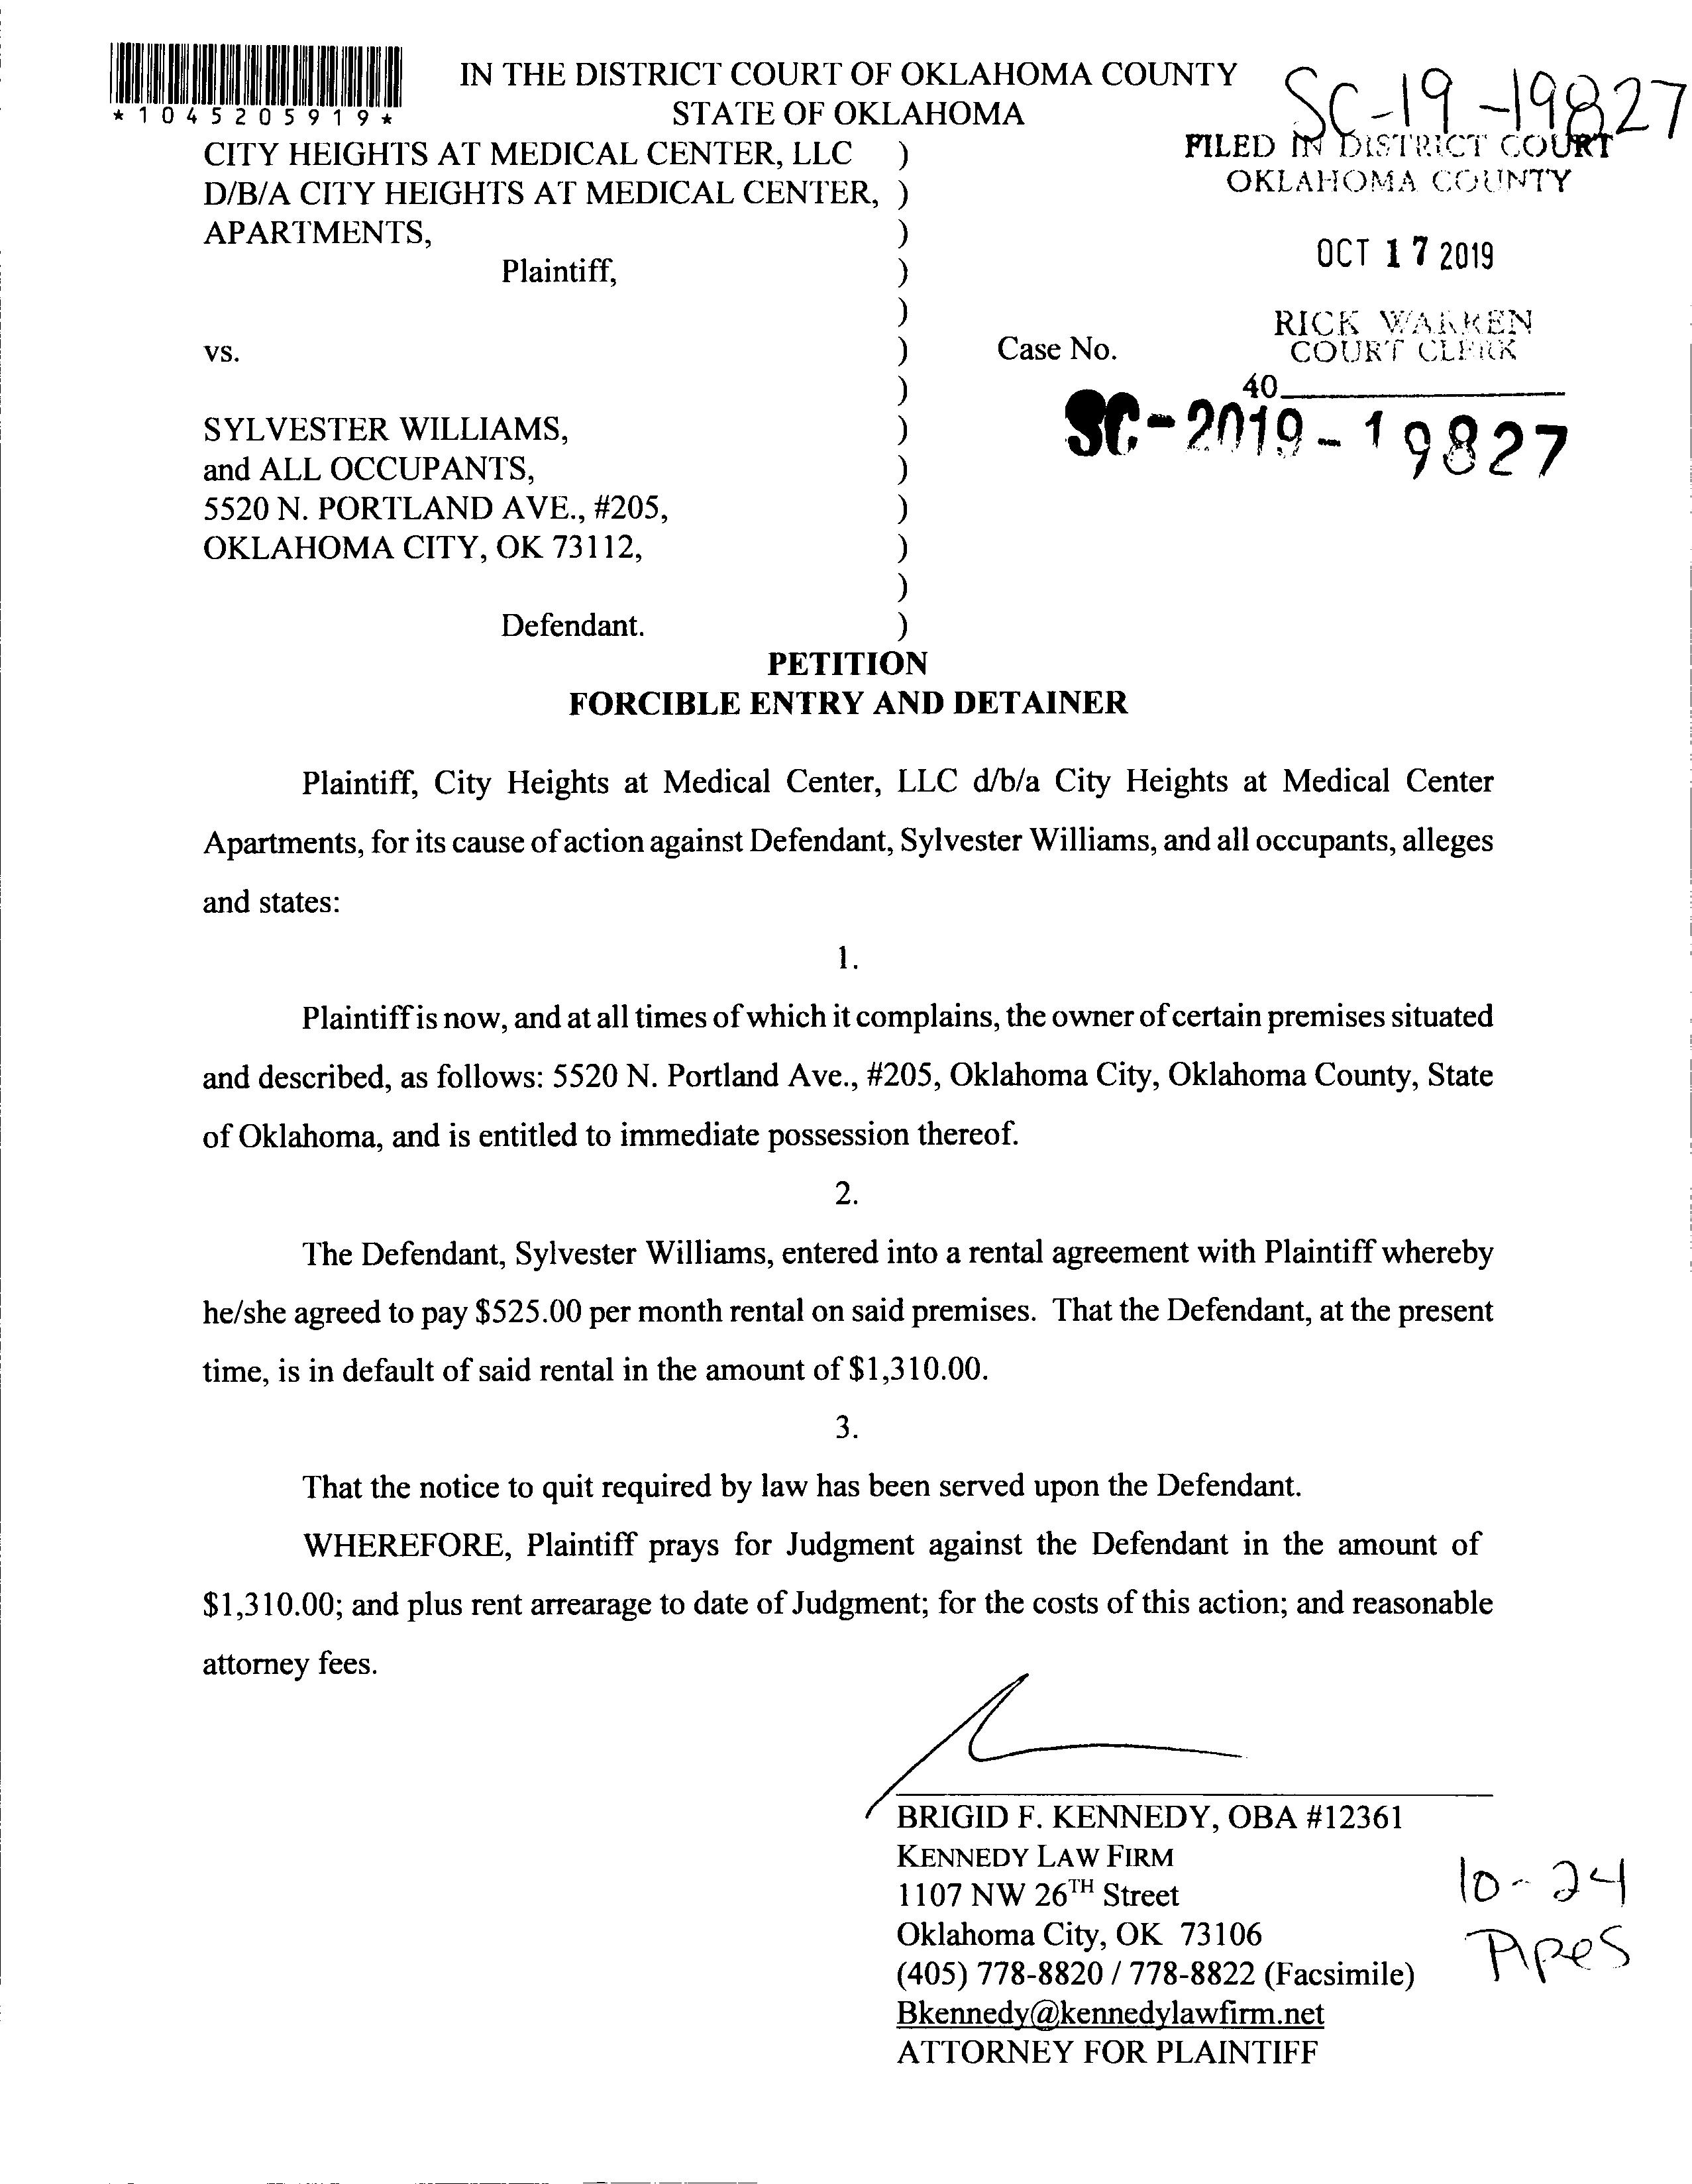 *1045205919*
IN THE DISTRICT COURT OF OKLAHOMA COUNTY
STATE OF OKLAHOMA
SC-19-19827
FILED IN DISTRICT COURT
OKLAHOMA COUNTY
OCT 17 2019
RICK WARREN
COURT CLERK
40
CITY HEIGHTS AT MEDICAL CENTER, LLC )
D/B/A CITY HEIGHTS AT MEDICAL CENTER, )
APARTMENTS, )
Plaintiff, )
)
vs. ) Case No.
)
SC-2019-19827
SYLVESTER WILLIAMS, )
and ALL OCCUPANTS, )
5520 N. PORTLAND AVE., #205, )
OKLAHOMA CITY, OK 73112, )
)
Defendant. )
PETITION
FORCIBLE ENTRY AND DETAINER
Plaintiff, City Heights at Medical Center, LLC d/b/a City Heights at Medical Center
Apartments, for its cause of action against Defendant, Sylvester Williams, and all occupants, alleges
and states:
1.
Plaintiff is now, and at all times of which it complains, the owner of certain premises situated
and described, as follows: 5520 N. Portland Ave., #205, Oklahoma City, Oklahoma County, State
of Oklahoma, and is entitled to immediate possession thereof.
2.
The Defendant, Sylvester Williams, entered into a rental agreement with Plaintiff whereby
he/she agreed to pay $525.00 per month rental on said premises. That the Defendant, at the present
time, is in default of said rental in the amount of $1,310.00.
3.
That the notice to quit required by law has been served upon the Defendant.
WHEREFORE, Plaintiff prays for Judgment against the Defendant in the amount of
$1,310.00; and plus rent arrearage to date of Judgment; for the costs of this action; and reasonable
attorney fees.
BRIGID F. KENNEDY, OBA #12361
KENNEDY LAW FIRM
1107 NW 26TH Street
Oklahoma City, OK 73106
(405) 778-8820 / 778-8822 (Facsimile)
Bkennedy@kennedylawfirm.net
ATTORNEY FOR PLAINTIFF
10-24